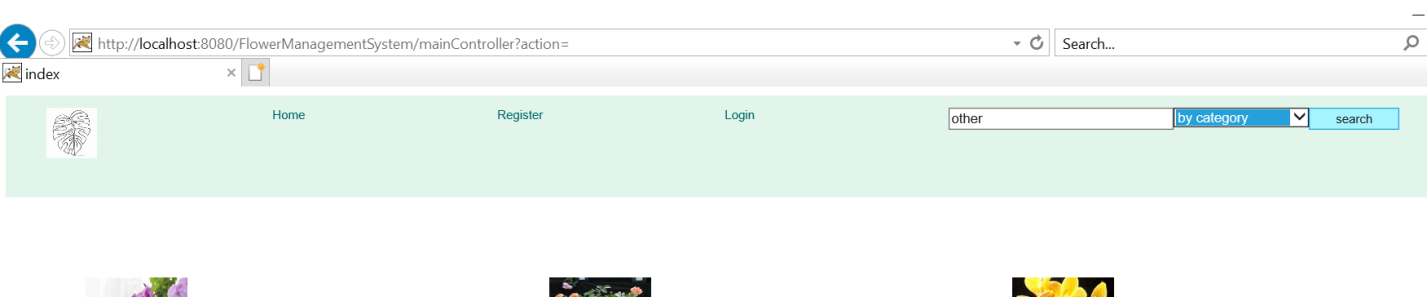 http://localhost:8080/FlowerManagementSystem/mainController?action=
Search...
index
Home
Register
Login
other
by category
search